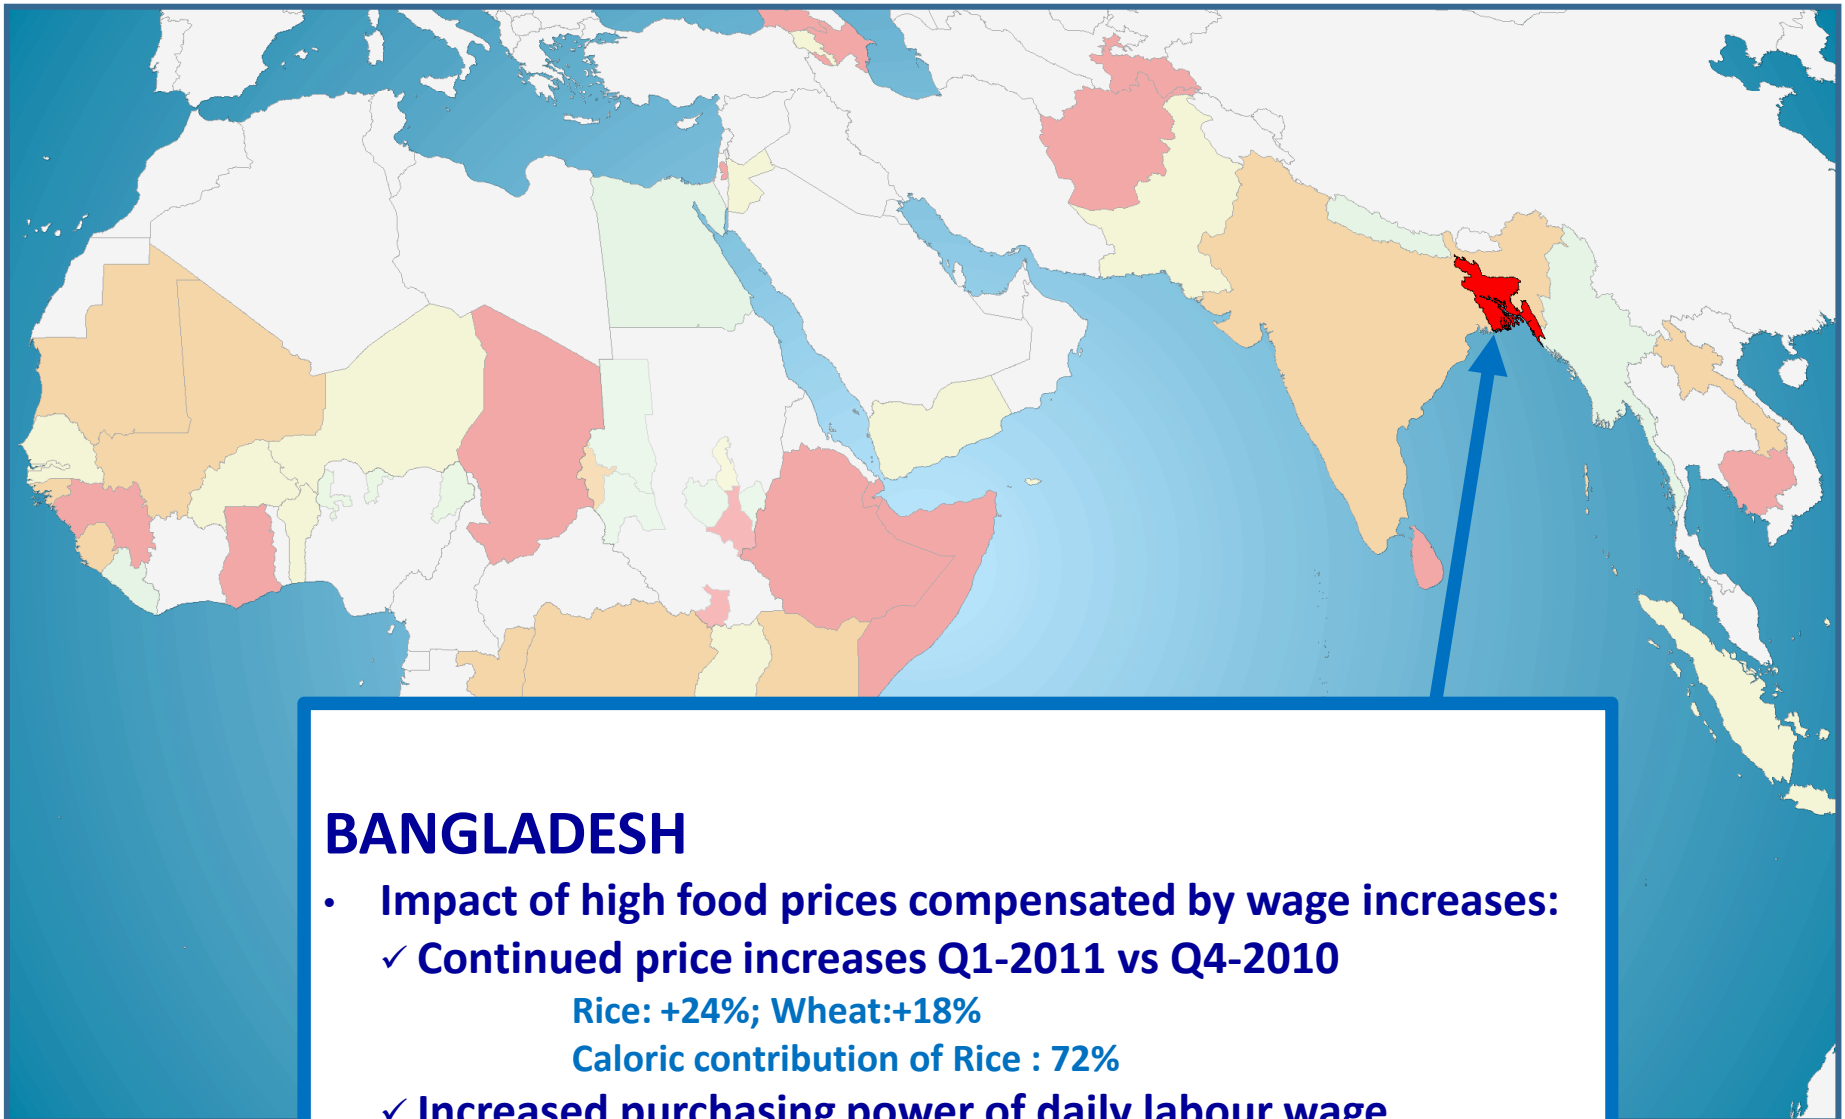 BANGLADESH
• Impact of high food prices compensated by wage increases:
✓ Continued price increases Q1-2011 vs Q4-2010
Rice: +24%; Wheat:+18%
Caloric contribution of Rice : 72%
✓ Increased purchasing power of daily labour wage